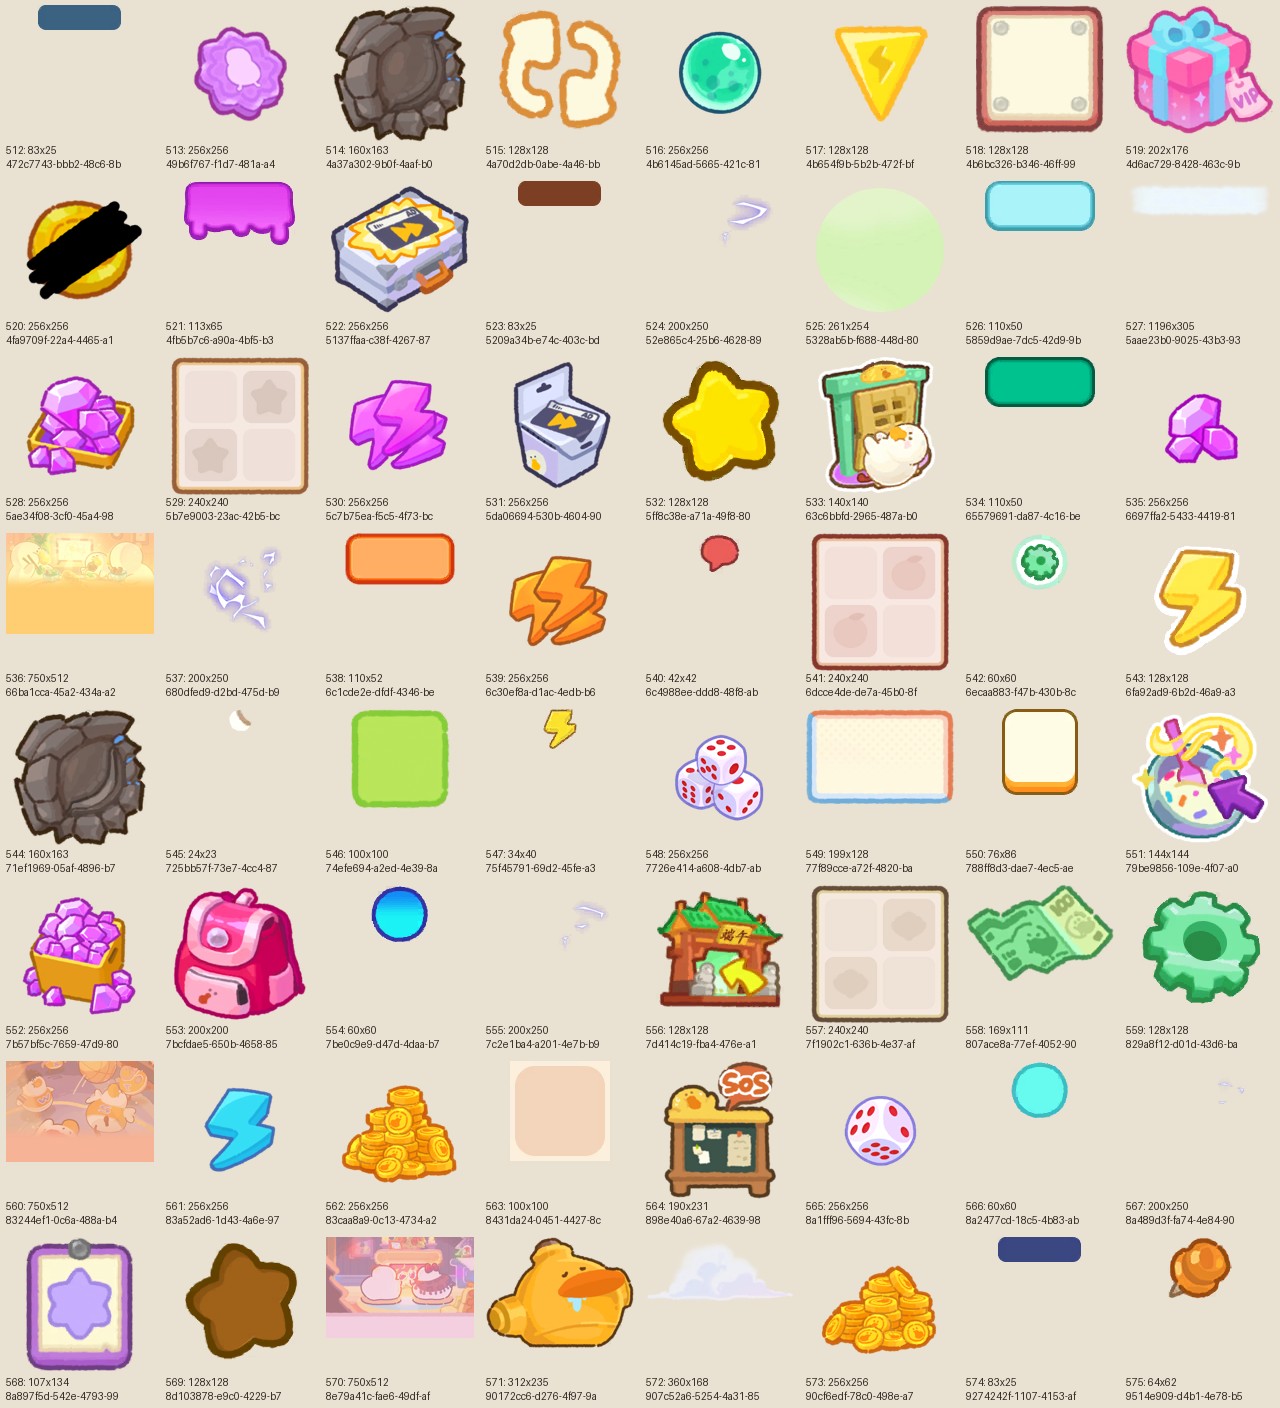 VIP
512: 83x25
472c7743-bbb2-48c6-8b
513: 256x256
49b6f767-f1d7-481a-a4
514: 160x163
4a37a302-9b0f-4aaf-b0
515: 128x128
4a70d2db-0abe-4a46-bb
516: 256x256
4b6145ad-5665-421c-81
517: 128x128
4b654f9b-5b2b-472f-bf
518: 128x128
4b6bc326-b346-46ff-99
519: 202x176
4d6ac729-8428-463c-9b
520: 256x256
4fa9709f-22a4-4465-a1
521: 113x65
4fb5b7c6-a90a-4bf5-b3
522: 256x256
5137ffaa-c38f-4267-87
523: 83x25
5209a34b-e74c-403c-bd
524: 200x250
52e865c4-25b6-4628-89
525: 261x254
5328ab5b-f688-448d-80
526: 110x50
5859d9ae-7dc5-42d9-9b
527: 1196x305
5aae23b0-9025-43b3-93
AD
528: 256x256
5ae34f08-3cf0-45a4-98
529: 240x240
5b7e9003-23ac-42b5-bc
530: 256x256
5c7b75ea-f5c5-4f73-bc
531: 256x256
5da06694-530b-4604-90
532: 128x128
5ff8c38e-a71a-49f8-80
533: 140x140
63c6bbfd-2965-487a-b0
534: 110x50
65579691-da87-4c16-be
535: 256x256
6697ffa2-5433-4419-81
536: 750x512
66ba1cca-45a2-434a-a2
537: 200x250
680dfed9-d2bd-475d-b9
538: 110x52
6c1cde2e-dfdf-4346-be
539: 256x256
6c30ef8a-d1ac-4edb-b6
540: 42x42
6c4988ee-ddd8-48f8-ab
541: 240x240
6dcce4de-de7a-45b0-8f
542: 60x60
6ecaa883-f47b-430b-8c
543: 128x128
6fa92ad9-6b2d-46a9-a3
544: 160x163
71ef1969-05af-4896-b7
545: 24x23
725bb57f-73e7-4cc4-87
546: 100x100
74efe694-a2ed-4e39-8a
547: 34x40
75f45791-69d2-45fe-a3
548: 256x256
7726e414-a608-4db7-ab
549: 199x128
77f89cce-a72f-4820-ba
550: 76x86
788ff8d3-dae7-4ec5-ae
551: 144x144
79be9856-109e-4f07-a0
端午
552: 256x256
7b57bf5c-7659-47d9-80
553: 200x200
7bcfdae5-650b-4658-85
554: 60x60
7be0c9e9-d47d-4daa-b7
555: 200x250
7c2e1ba4-a201-4e7b-b9
556: 128x128
7d414c19-fba4-476e-a1
557: 240x240
7f1902c1-636b-4e37-af
558: 169x111
807ace8a-77ef-4052-90
559: 128x128
829a8f12-d01d-43d6-ba
SOS
560: 750x512
83244ef1-0c6a-488a-b4
561: 256x256
83a52ad6-1d43-4a6e-97
562: 256x256
83caa8a9-0c13-4734-a2
563: 100x100
8431da24-0451-4427-8c
564: 190x231
898e40a6-67a2-4639-98
565: 256x256
8a1fff96-5694-43fc-8b
566: 60x60
8a2477cd-18c5-4b83-ab
567: 200x250
8a489d3f-fa74-4e84-90
568: 107x134
8a897f5d-542e-4793-99
569: 128x128
8d103878-e9c0-4229-b7
570: 750x512
8e79a41c-fae6-49df-af
571: 312x235
90172cc6-d276-4f97-9a
572: 360x168
907c52a6-5254-4a31-85
573: 256x256
90cf6edf-78c0-498e-a7
574: 83x25
9274242f-1107-4153-af
575: 64x62
9514e909-d4b1-4e78-b5